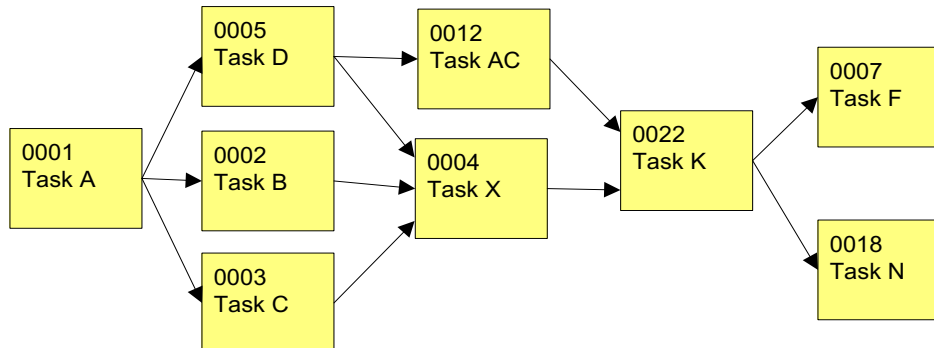 0001
Task A
0005
Task D
0002
Task B
0003
Task C
0012
Task AC
0004
Task X
0022
Task K
0007
Task F
0018
Task N